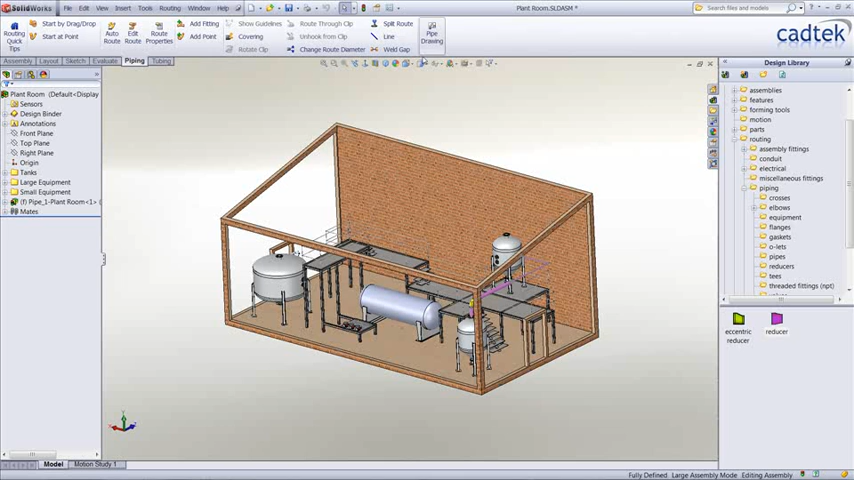 SolidWorks
File Edit View Insert Tools Routing Window Help
Plant Room.SLDASM *
Search SolidWorks Help
Routing Quick Tips
Start by Drag/Drop
Start at Point
Auto Route
Edit Route
Route Properties
Add Fitting
Add Point
Show Guidelines
Covering
Rotate Clip
Route Through Clip
Unhook from Clip
Change Route Diameter
Split Route
Line
Weld Gap
Pipe Drawing
cadtek
Assembly Layout Sketch Evaluate Piping Tubing
Plant Room (Default<Display
Sensors
Design Binder
Annotations
Front Plane
Top Plane
Right Plane
Origin
Tanks
Large Equipment
Small Equipment
(f) Pipe_1-Plant Room<1>
Mates
Design Library
assemblies
features
forming tools
motion
parts
routing
assembly fittings
conduit
electrical
miscellaneous fittings
piping
crosses
elbows
equipment
flanges
gaskets
o-lets
pipes
reducers
tees
threaded fittings (npt)
eccentric reducer
reducer
Model Motion Study 1
Fully Defined Large Assembly Mode Editing Assembly